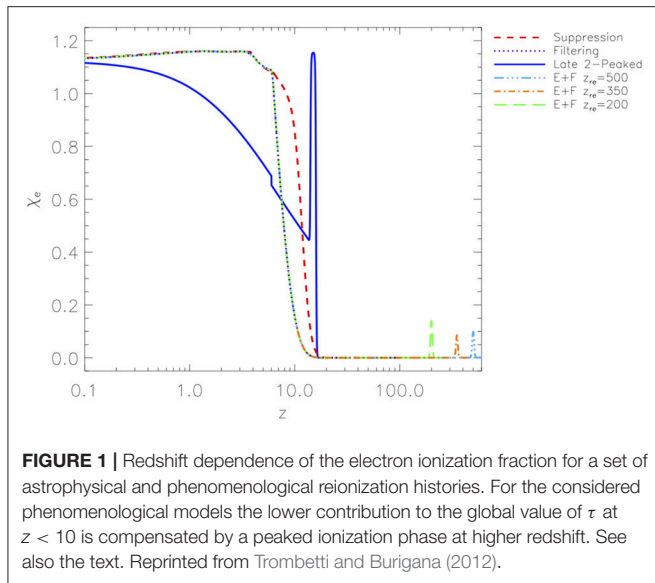 Suppression
Filtering
Late 2-Peaked
E+F z_re=500
E+F z_re=350
E+F z_re=200
1.2
1.0
0.8
0.6
0.4
0.2
0.0
χ_e
0.1
1.0
10.0
100.0
z
FIGURE 1 | Redshift dependence of the electron ionization fraction for a set of
astrophysical and phenomenological reionization histories. For the considered
phenomenological models the lower contribution to the global value of τ at
z < 10 is compensated by a peaked ionization phase at higher redshift. See
also the text. Reprinted from Trombetti and Burigana (2012).